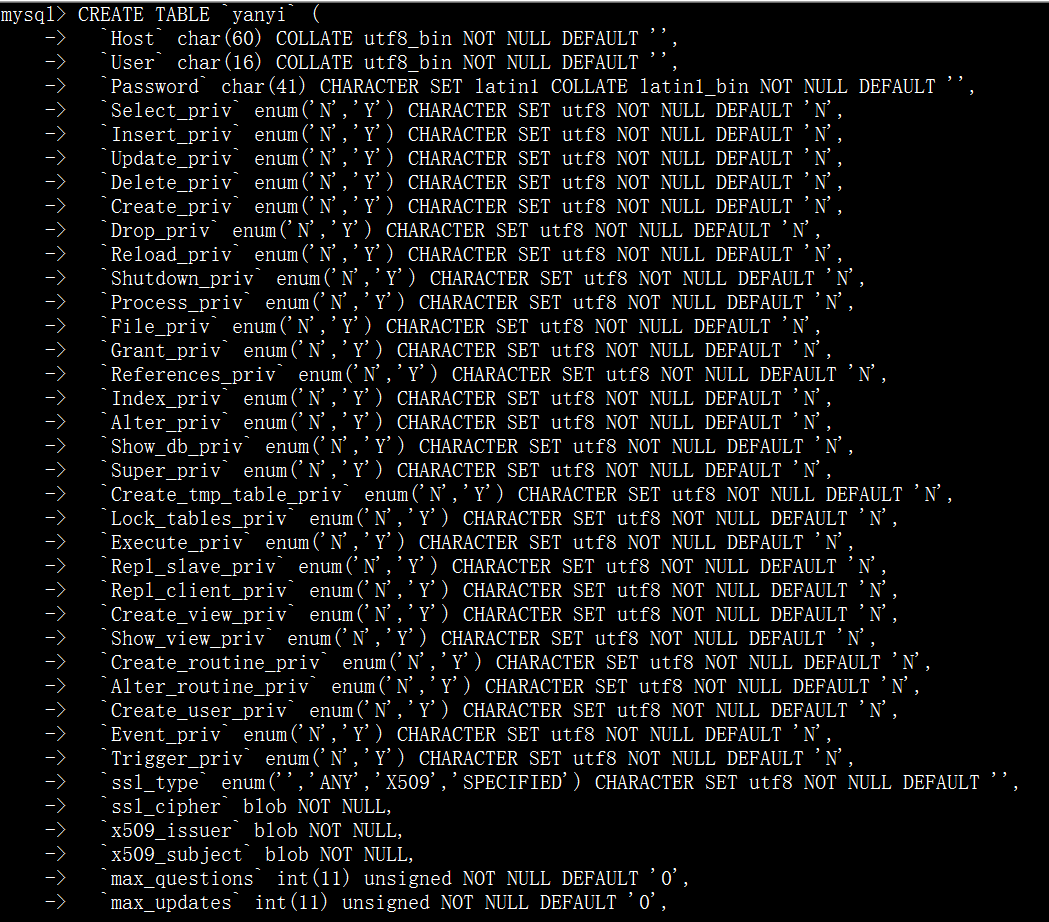 mysql> CREATE TABLE `yanyi` (
-> `Host` char(60) COLLATE utf8_bin NOT NULL DEFAULT '',
-> `User` char(16) COLLATE utf8_bin NOT NULL DEFAULT '',
-> `Password` char(41) CHARACTER SET latin1 COLLATE latin1_bin NOT NULL DEFAULT '',
-> `Select_priv` enum('N','Y') CHARACTER SET utf8 NOT NULL DEFAULT 'N',
-> `Insert_priv` enum('N','Y') CHARACTER SET utf8 NOT NULL DEFAULT 'N',
-> `Update_priv` enum('N','Y') CHARACTER SET utf8 NOT NULL DEFAULT 'N',
-> `Delete_priv` enum('N','Y') CHARACTER SET utf8 NOT NULL DEFAULT 'N',
-> `Create_priv` enum('N','Y') CHARACTER SET utf8 NOT NULL DEFAULT 'N',
-> `Drop_priv` enum('N','Y') CHARACTER SET utf8 NOT NULL DEFAULT 'N',
-> `Reload_priv` enum('N','Y') CHARACTER SET utf8 NOT NULL DEFAULT 'N',
-> `Shutdown_priv` enum('N','Y') CHARACTER SET utf8 NOT NULL DEFAULT 'N',
-> `Process_priv` enum('N','Y') CHARACTER SET utf8 NOT NULL DEFAULT 'N',
-> `File_priv` enum('N','Y') CHARACTER SET utf8 NOT NULL DEFAULT 'N',
-> `Grant_priv` enum('N','Y') CHARACTER SET utf8 NOT NULL DEFAULT 'N',
-> `References_priv` enum('N','Y') CHARACTER SET utf8 NOT NULL DEFAULT 'N',
-> `Index_priv` enum('N','Y') CHARACTER SET utf8 NOT NULL DEFAULT 'N',
-> `Alter_priv` enum('N','Y') CHARACTER SET utf8 NOT NULL DEFAULT 'N',
-> `Show_db_priv` enum('N','Y') CHARACTER SET utf8 NOT NULL DEFAULT 'N',
-> `Super_priv` enum('N','Y') CHARACTER SET utf8 NOT NULL DEFAULT 'N',
-> `Create_tmp_table_priv` enum('N','Y') CHARACTER SET utf8 NOT NULL DEFAULT 'N',
-> `Lock_tables_priv` enum('N','Y') CHARACTER SET utf8 NOT NULL DEFAULT 'N',
-> `Execute_priv` enum('N','Y') CHARACTER SET utf8 NOT NULL DEFAULT 'N',
-> `Repl_slave_priv` enum('N','Y') CHARACTER SET utf8 NOT NULL DEFAULT 'N',
-> `Repl_client_priv` enum('N','Y') CHARACTER SET utf8 NOT NULL DEFAULT 'N',
-> `Create_view_priv` enum('N','Y') CHARACTER SET utf8 NOT NULL DEFAULT 'N',
-> `Show_view_priv` enum('N','Y') CHARACTER SET utf8 NOT NULL DEFAULT 'N',
-> `Create_routine_priv` enum('N','Y') CHARACTER SET utf8 NOT NULL DEFAULT 'N',
-> `Alter_routine_priv` enum('N','Y') CHARACTER SET utf8 NOT NULL DEFAULT 'N',
-> `Create_user_priv` enum('N','Y') CHARACTER SET utf8 NOT NULL DEFAULT 'N',
-> `Event_priv` enum('N','Y') CHARACTER SET utf8 NOT NULL DEFAULT 'N',
-> `Trigger_priv` enum('N','Y') CHARACTER SET utf8 NOT NULL DEFAULT 'N',
-> `ssl_type` enum('','ANY','X509','SPECIFIED') CHARACTER SET utf8 NOT NULL DEFAULT '',
-> `ssl_cipher` blob NOT NULL,
-> `x509_issuer` blob NOT NULL,
-> `x509_subject` blob NOT NULL,
-> `max_questions` int(11) unsigned NOT NULL DEFAULT '0',
-> `max_updates` int(11) unsigned NOT NULL DEFAULT '0',